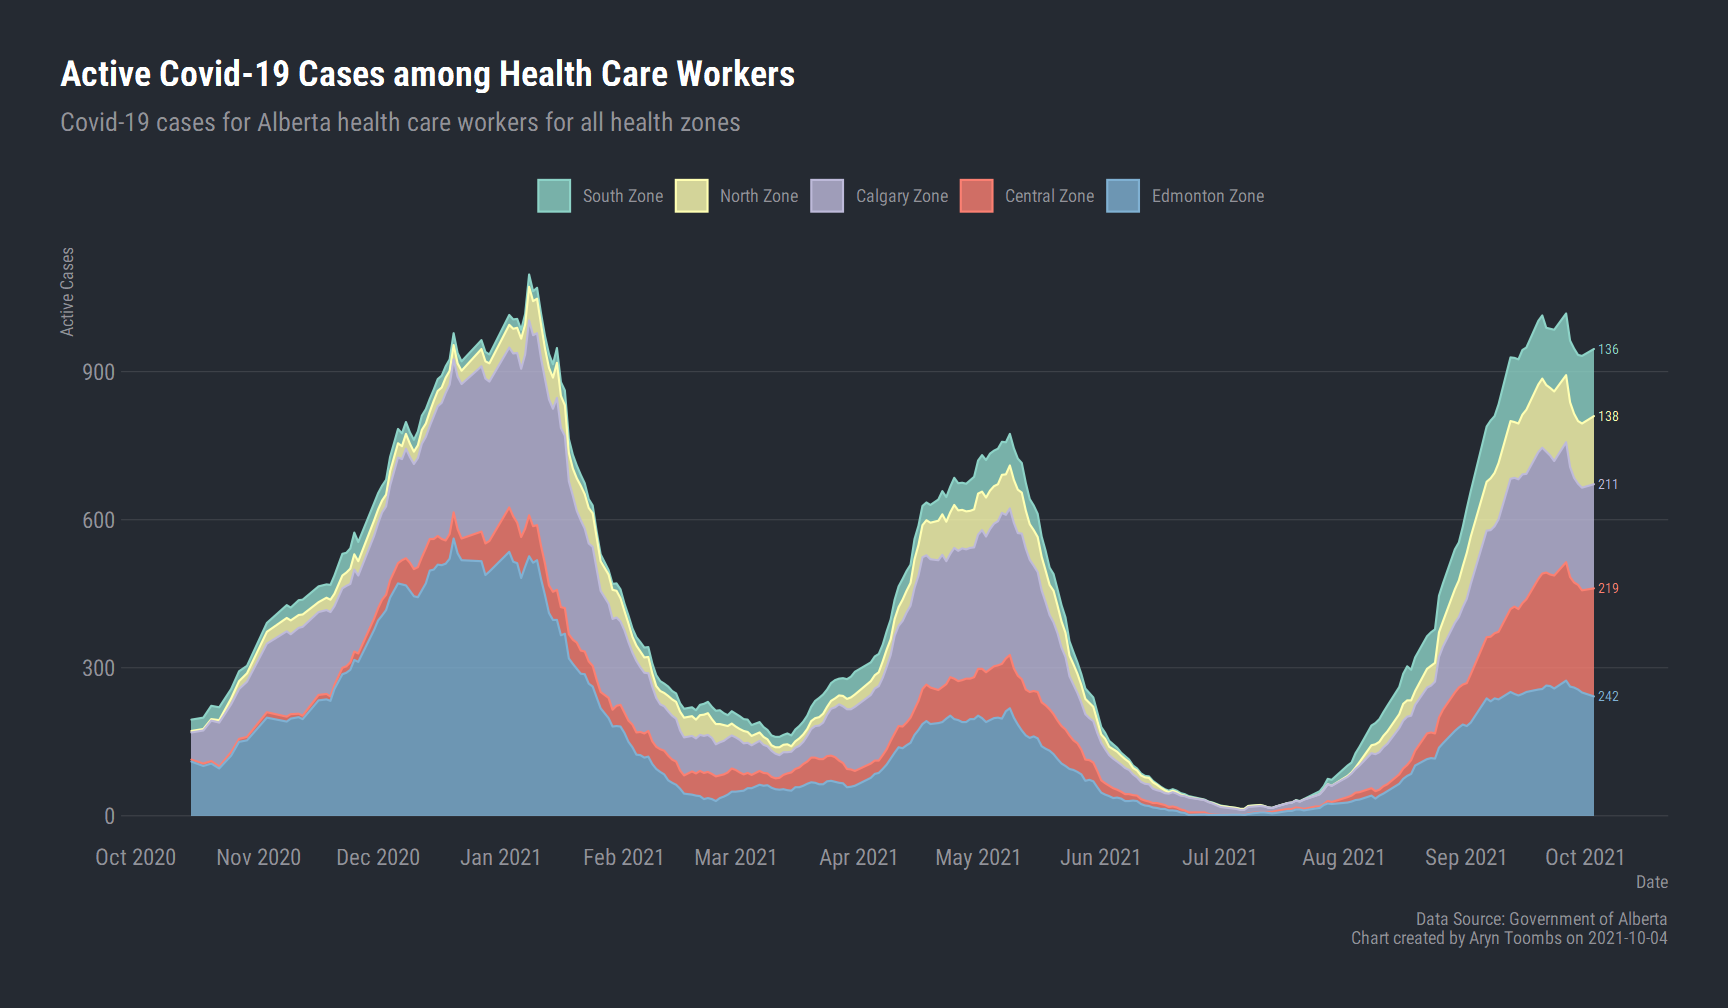 Active Covid-19 Cases among Health Care Workers
Covid-19 cases for Alberta health care workers for all health zones
South Zone North Zone Calgary Zone Central Zone Edmonton Zone
Active Cases
900
600
300
0
136
138
211
219
242
Oct 2020 Nov 2020 Dec 2020 Jan 2021 Feb 2021 Mar 2021 Apr 2021 May 2021 Jun 2021 Jul 2021 Aug 2021 Sep 2021 Oct 2021
Date
Data Source: Government of Alberta
Chart created by Aryn Toombs on 2021-10-04